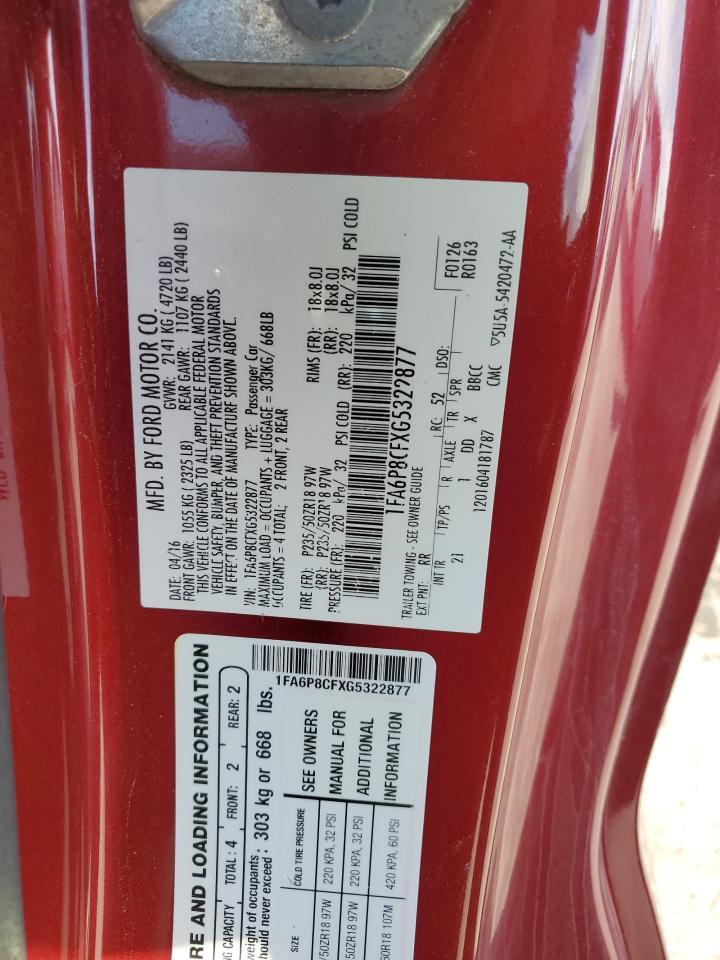 MFD. BY FORD MOTOR CO.
DATE: 04/16 GVWR: 2141 KG ( 4720 LB)
FRONT GAWR: 1055 KG ( 2325 LB) REAR GAWR: 1107 KG ( 2440 LB)
THIS VEHICLE CONFORMS TO ALL APPLICABLE FEDERAL MOTOR
VEHICLE SAFETY, BUMPER, AND THEFT PREVENTION STANDARDS
IN EFFECT ON THE DATE OF MANUFACTURE SHOWN ABOVE.
VIN: 1FA6P8CFXG5322877 TYPE: Passenger Car
MAXIMUM LOAD = OCCUPANTS + LUGGAGE = 303KG/ 668LB
OCCUPANTS = 4 TOTAL; 2 FRONT; 2 REAR
TIRE (FR): P235/50ZR18 97W RIMS (FR): 18x8.0J
(RR): P235/50ZR18 97W (RR): 18x8.0J
PRESSURE (FR): 220 kPa/ 32 PSI COLD (RR): 220 kPa/ 32 PSI COLD
1FA6P8CFXG5322877
TRAILER TOWING - SEE OWNER GUIDE
EXT PNT: RR RC: 52 DSO: F0126
R0163
INT TR TP/PS R AXLE TR SPR
21 1 DD X BBCC
1201604181787 CMC 5U5A-5420472-AA
RE AND LOADING INFORMATION
NG CAPACITY TOTAL: 4 FRONT: 2 REAR: 2
weight of occupants
hould never exceed: 303 kg or 668 lbs.
1FA6P8CFXG5322877
SIZE COLD TIRE PRESSURE SEE OWNERS
/50ZR18 97W 220 KPA, 32 PSI MANUAL FOR
50ZR18 97W 220 KPA, 32 PSI ADDITIONAL
60R18 107M 420 KPA, 60 PSI INFORMATION